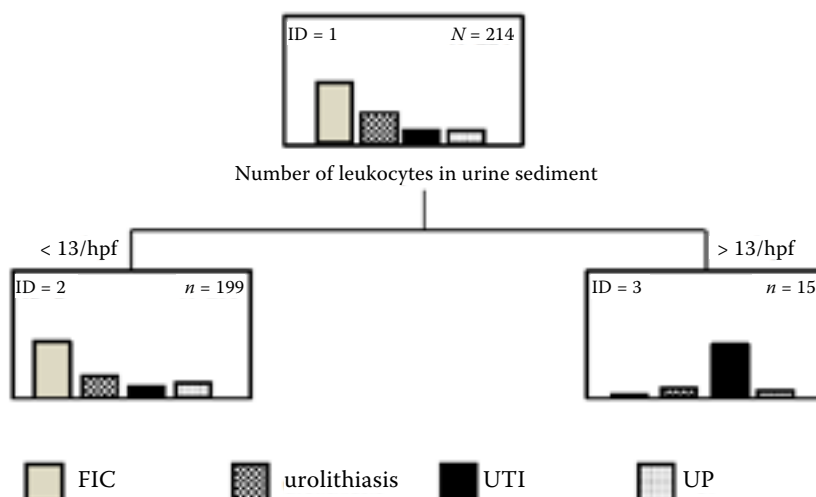 ID = 1 N = 214
Number of leukocytes in urine sediment
< 13/hpf > 13/hpf
ID = 2 n = 199 ID = 3 n = 15
FIC urolithiasis UTI UP